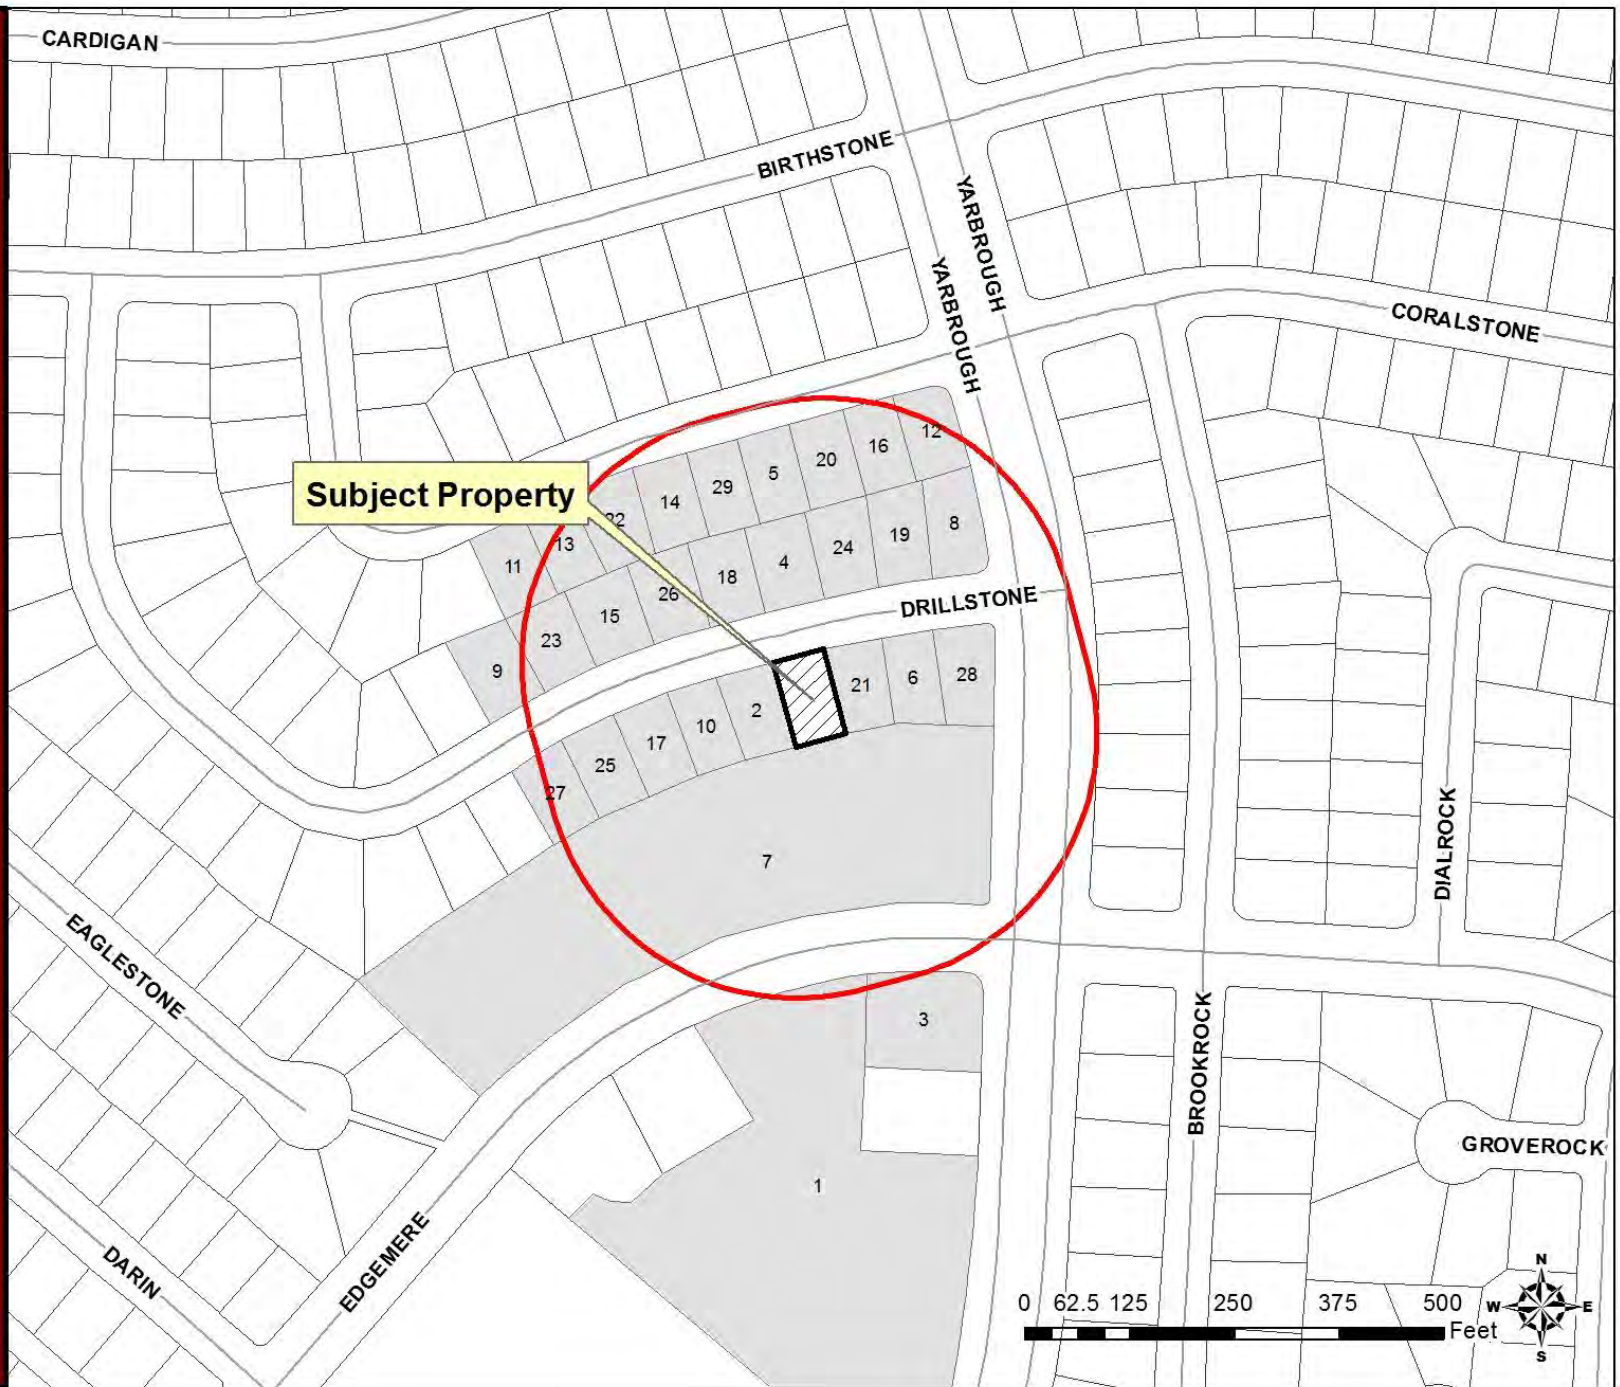 CARDIGAN
BIRTHSTONE
YARBROUGH
YARBROUGH
CORALSTONE
12
16
20
5
29
14
22
13
11
Subject Property
8
19
24
4
18
26
15
23
9
DRILLSTONE
28
6
21
2
10
17
25
27
7
DIALROCK
EAGLESTONE
3
BROOKROCK
GROVEROCK
1
EDGEMERE
DARIN
0 62.5 125 250 375 500
Feet
N
W E
S